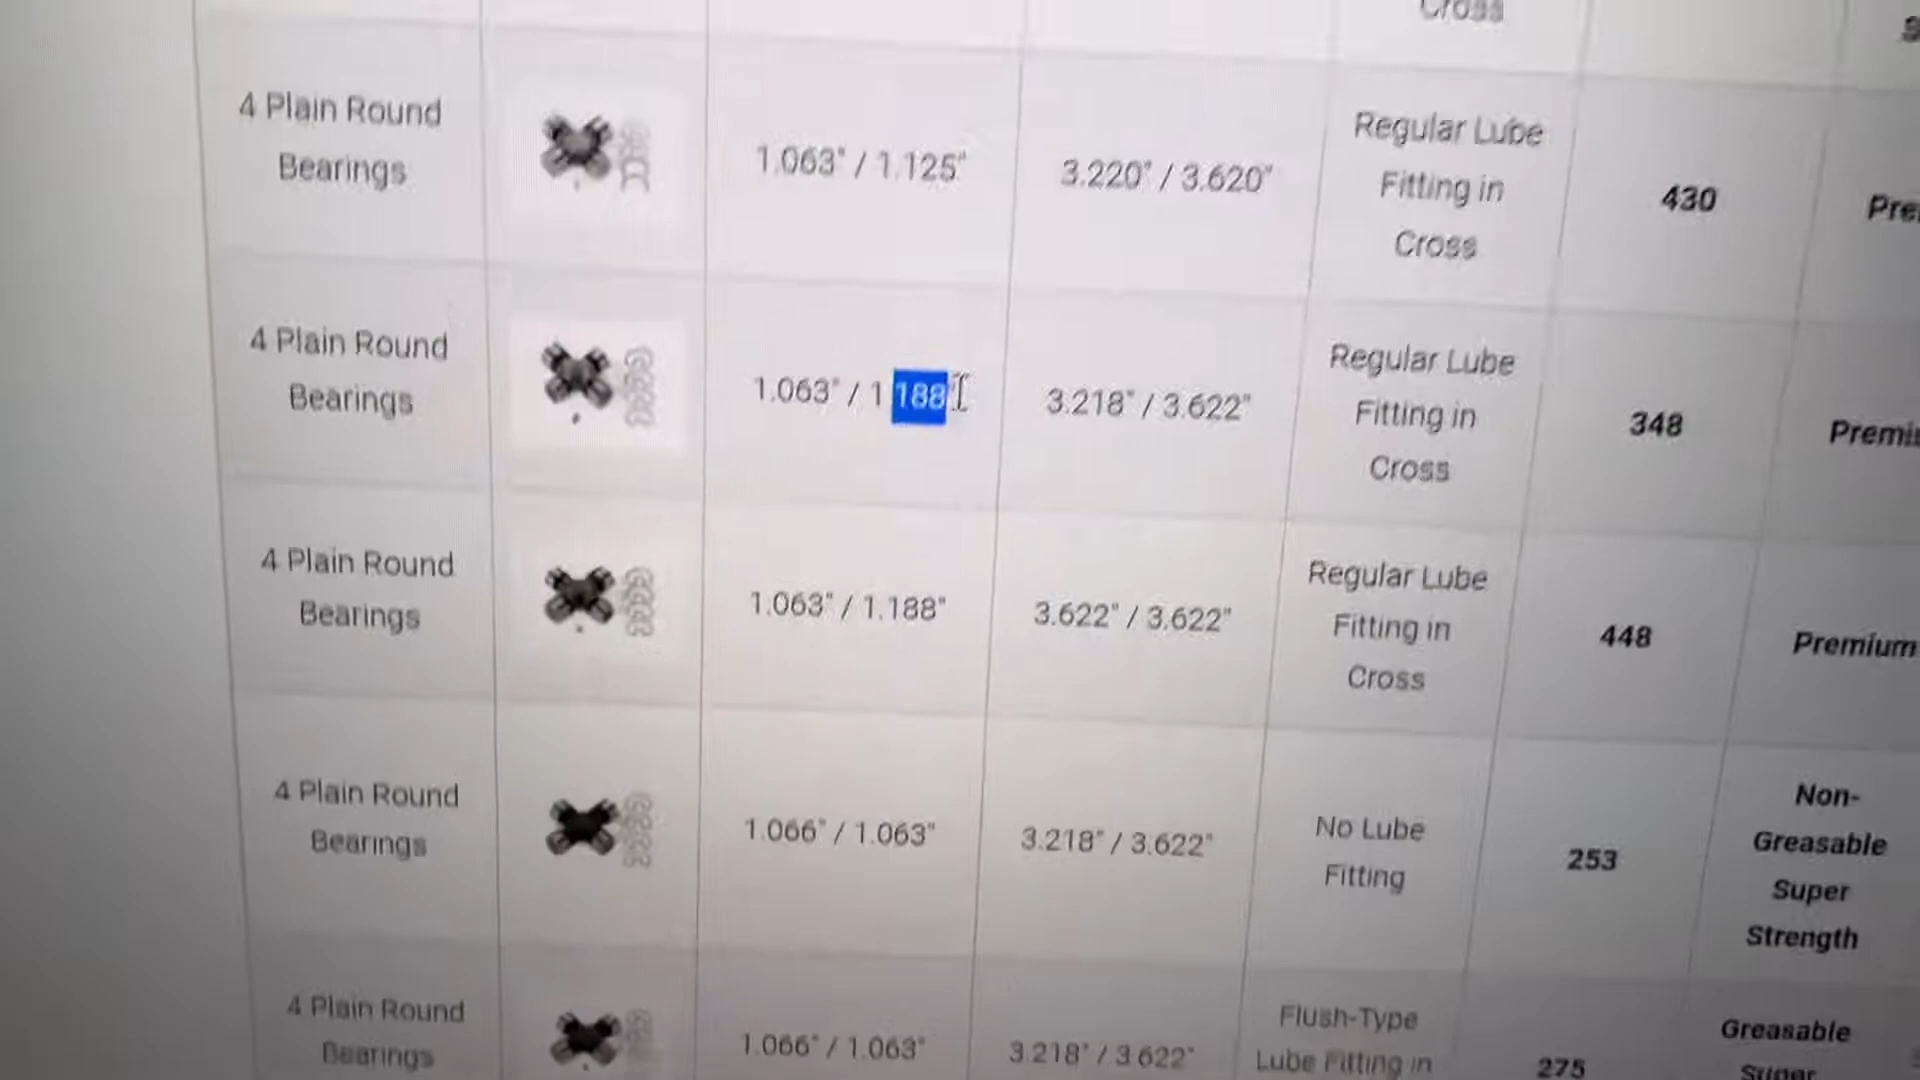 Cross
4 Plain Round
Bearings
1.063" / 1.125"
3.220" / 3.620"
Regular Lube
Fitting in
Cross
430
4 Plain Round
Bearings
1.063" / 1.188"
3.218" / 3.622"
Regular Lube
Fitting in
Cross
348
4 Plain Round
Bearings
1.063" / 1.188"
3.622" / 3.622"
Regular Lube
Fitting in
Cross
448
Premium
4 Plain Round
Bearings
1.066" / 1.063"
3.218" / 3.622"
No Lube
Fitting
253
Non-
Greasable
Super
Strength
4 Plain Round
Bearings
1.066" / 1.063"
3.218" / 3.622"
Flush-Type
Lube Fitting in
275
Greasable
Super